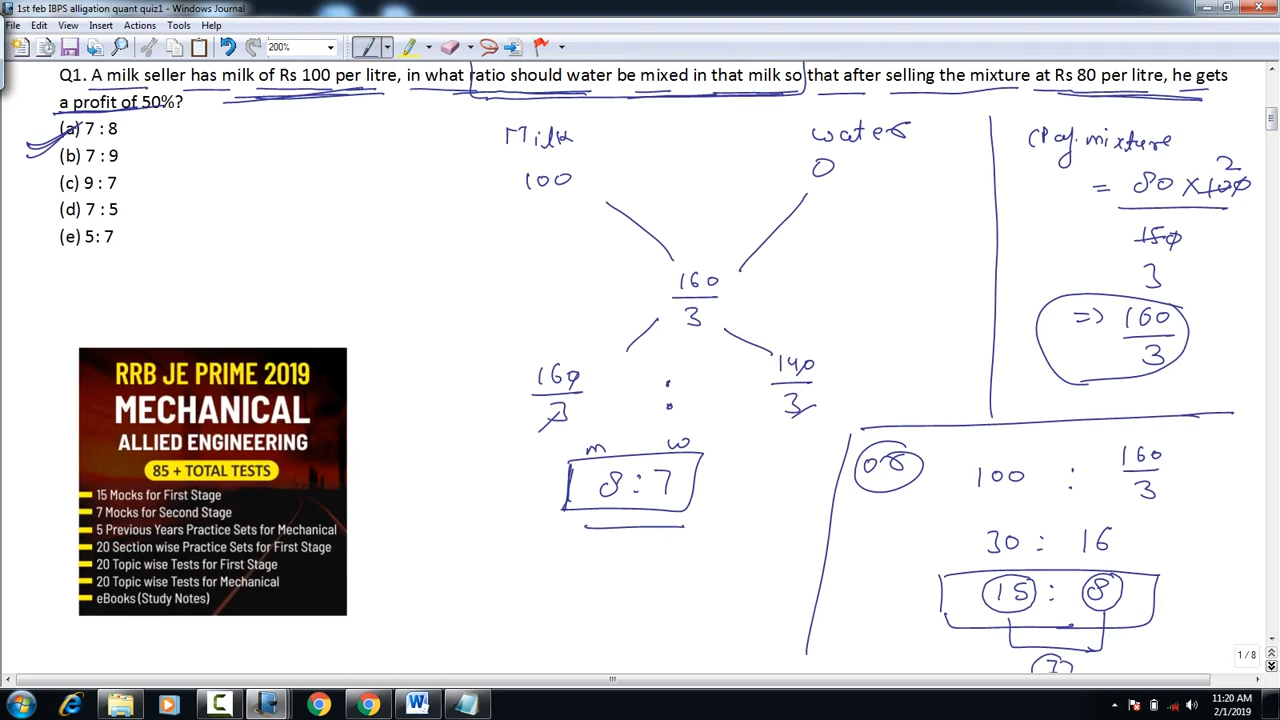 1st feb IBPS alligation quant quiz1 - Windows Journal
File Edit View Insert Actions Tools Help
200%
Q1. A milk seller has milk of Rs 100 per litre, in what ratio should water be mixed in that milk so that after selling the mixture at Rs 80 per litre, he gets
a profit of 50%?
(a) 7 : 8
(b) 7 : 9
(c) 9 : 7
(d) 7 : 5
(e) 5 : 7
Milk water
100 0
160
3
160 : 140
3 3
m w
8 : 7
CP of mixture
2
= 80 × 100
150
3
=> 160
3
OR
100 : 160
3
30 : 16
15 : 8
7
RRB JE PRIME 2019
MECHANICAL
ALLIED ENGINEERING
85 + TOTAL TESTS
15 Mocks for First Stage
7 Mocks for Second Stage
5 Previous Years Practice Sets for Mechanical
20 Section wise Practice Sets for First Stage
20 Topic wise Tests for First Stage
20 Topic wise Tests for Mechanical
eBooks (Study Notes)
1 / 8
11:20 AM
2/1/2019